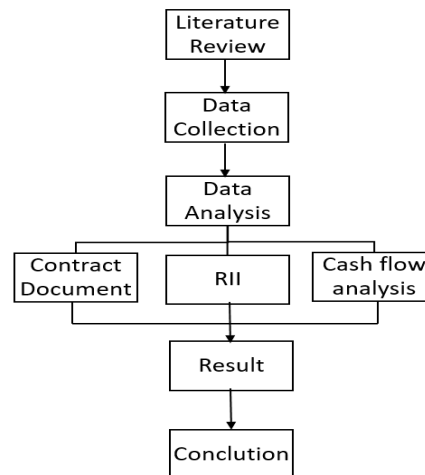 Literature
Review
Data
Collection
Data
Analysis
Contract
Document
RII
Cash flow
analysis
Result
Conclution